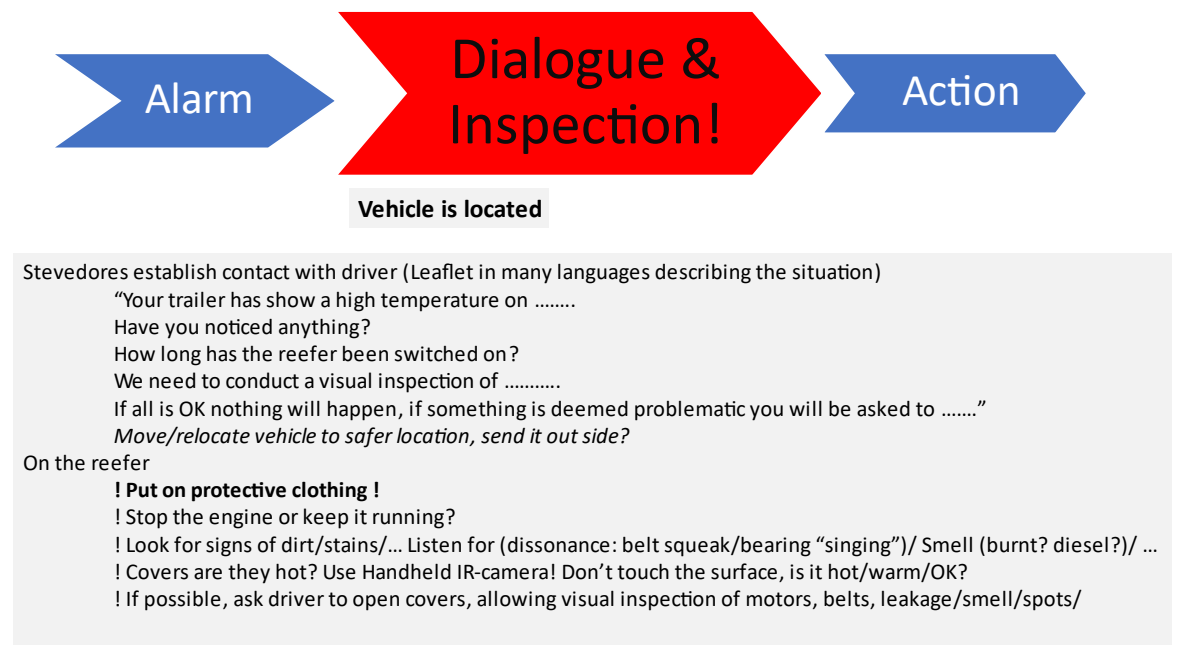 Alarm
Dialogue &
Inspection!
Action
Vehicle is located
Stevedores establish contact with driver (Leaflet in many languages describing the situation)
“Your trailer has show a high temperature on ........
Have you noticed anything?
How long has the reefer been switched on?
We need to conduct a visual inspection of ...........
If all is OK nothing will happen, if something is deemed problematic you will be asked to .......”
Move/relocate vehicle to safer location, send it out side?
On the reefer
! Put on protective clothing !
! Stop the engine or keep it running?
! Look for signs of dirt/stains/... Listen for (dissonance: belt squeak/bearing “singing”)/ Smell (burnt? diesel?)/ ...
! Covers are they hot? Use Handheld IR-camera! Don’t touch the surface, is it hot/warm/OK?
! If possible, ask driver to open covers, allowing visual inspection of motors, belts, leakage/smell/spots/